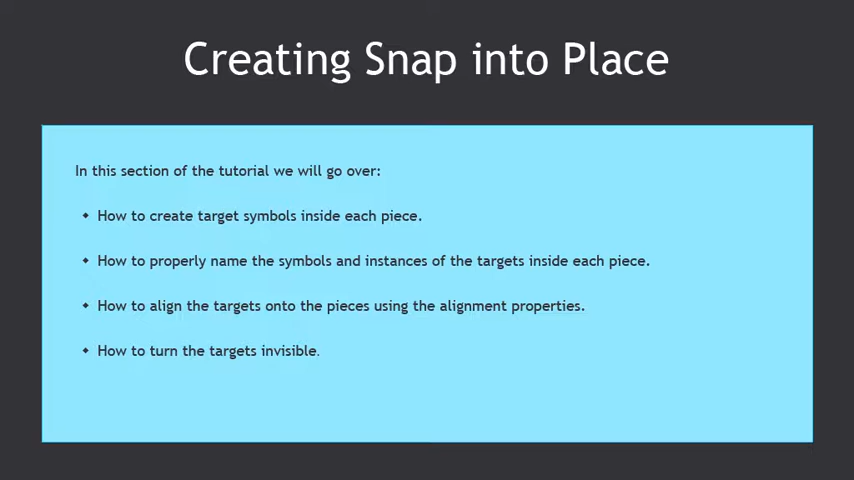 Creating Snap into Place
In this section of the tutorial we will go over:
◆ How to create target symbols inside each piece.
◆ How to properly name the symbols and instances of the targets inside each piece.
◆ How to align the targets onto the pieces using the alignment properties.
◆ How to turn the targets invisible.